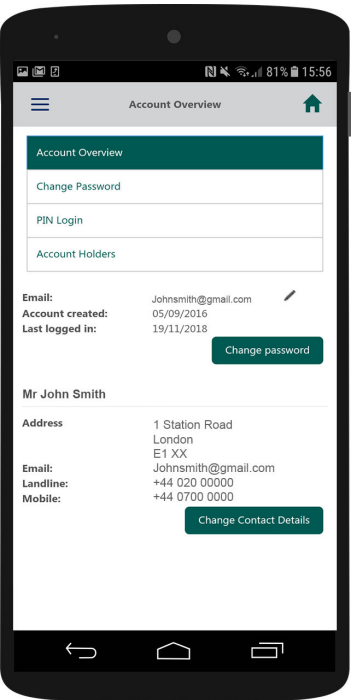 81% 15:56
Account Overview
Account Overview
Change Password
PIN Login
Account Holders
Email: Johnsmith@gmail.com
Account created: 05/09/2016
Last logged in: 19/11/2018
Change password
Mr John Smith
Address 1 Station Road
London
E1 XX
Email: Johnsmith@gmail.com
Landline: +44 020 00000
Mobile: +44 0700 0000
Change Contact Details